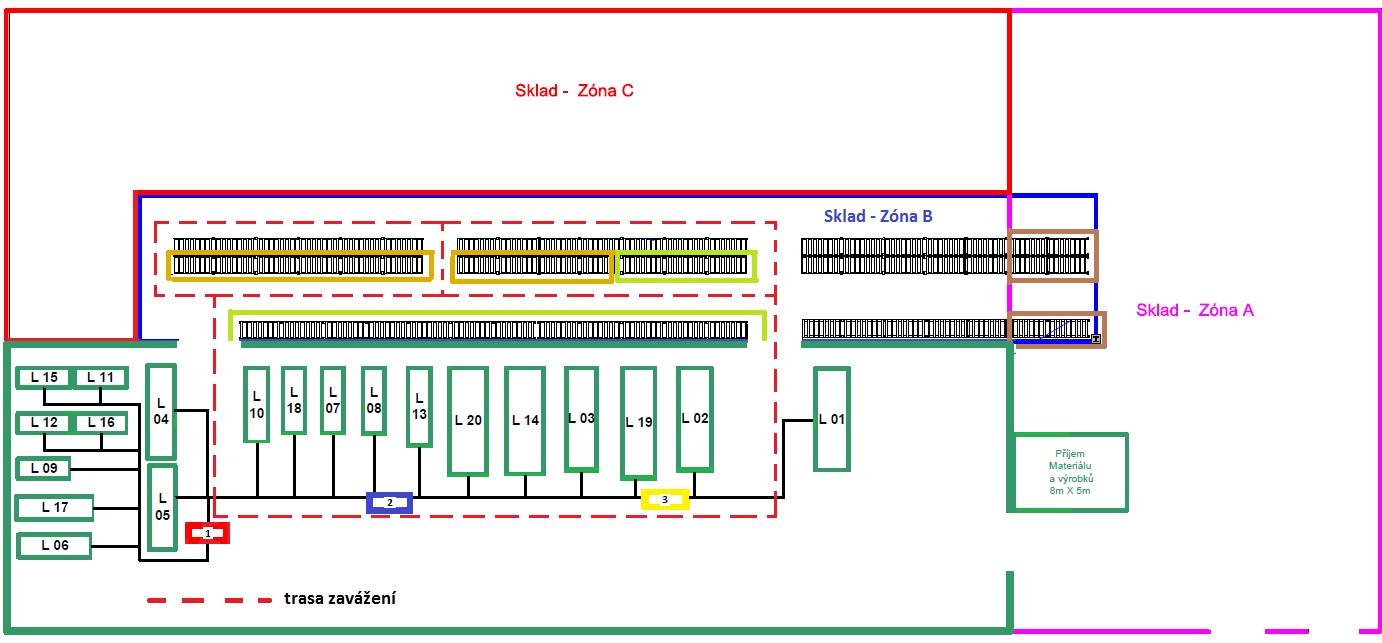 Sklad -  Zóna C
Sklad - Zóna B
Sklad -  Zóna A
L 15
L 11
L 12
L 16
L 09
L 17
L 06
L
04
L
05
L
10
L
18
L
07
L
08
L
13
L 20
L 14
L 03
L 19
L 02
L 01
1
2
3
Příjem
Materiálu
a výrobků
8m X 5m
trasa zavážení